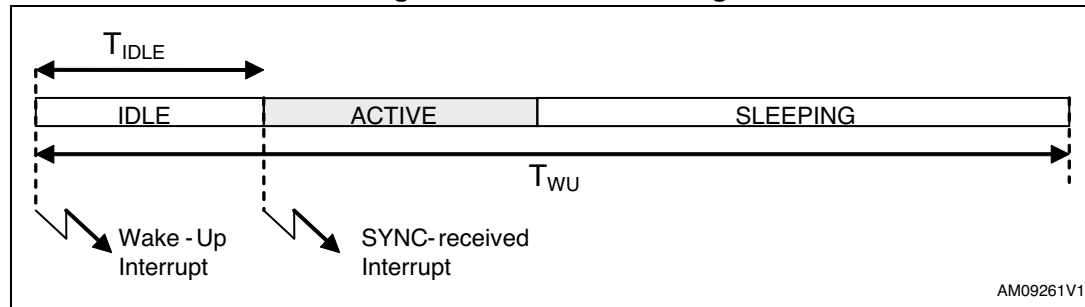 T_IDLE
IDLE ACTIVE SLEEPING
T_WU
Wake - Up
Interrupt
SYNC-received
Interrupt
AM09261V1